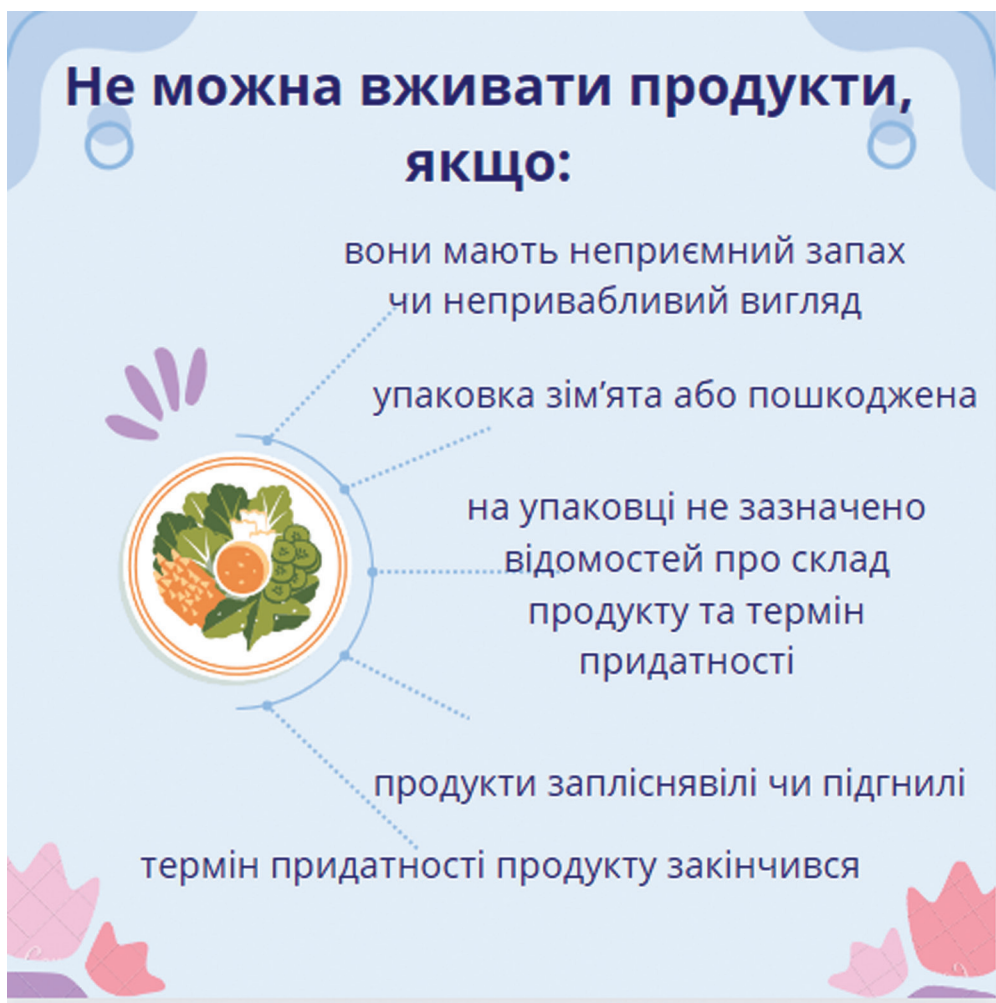 Не можна вживати продукти,
якщо:
вони мають неприємний запах
чи непривабливий вигляд
упаковка зім’ята або пошкоджена
на упаковці не зазначено
відомостей про склад
продукту та термін
придатності
продукти запліснявілі чи підгнилі
термін придатності продукту закінчився